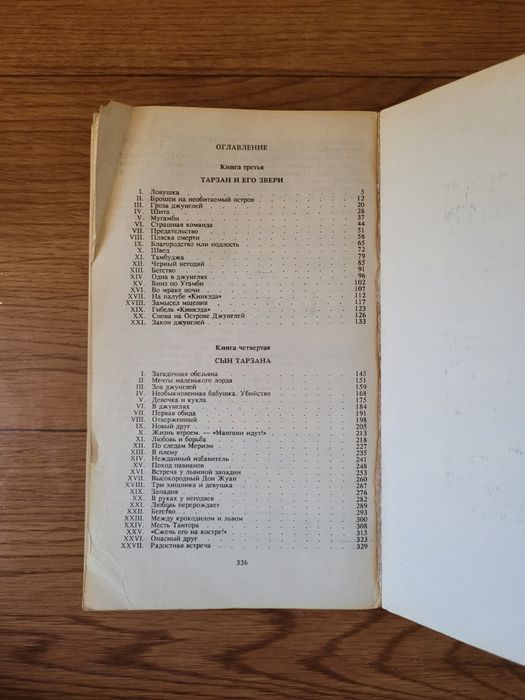 ОГЛАВЛЕНИЕ
Книга третья
ТАРЗАН И ЕГО ЗВЕРИ
I. Ловушка 5
II. Брошен на необитаемый остров 12
III. Гроза джунглей 20
IV. Шита 28
V. Мугамби 37
VI. Страшная команда 44
VII. Предательство 51
VIII. Пляска смерти 58
IX. Благородство или подлость 65
X. Швед 72
XI. Тамбуджа 79
XII. Черный негодяй 85
XIII. Бегство 91
XIV. Одна в джунглях 96
XV. Вниз по Угамби 102
XVI. Во мраке ночи 107
XVII. На палубе «Кинкэда» 112
XVIII. Замысел мщения 117
XIX. Гибель «Кинкэда» 123
XX. Снова на Острове Джунглей 126
XXI. Закон джунглей 133
Книга четвертая
СЫН ТАРЗАНА
I. Загадочная обезьяна 145
II. Мечты маленького лорда 151
III. Зов джунглей 159
IV. Необыкновенная бабушка. Убийство 168
V. Девочка и кукла 175
VI. В джунглях 184
VII. Первая обида 191
VIII. Отверженный 198
IX. Новый друг 205
X. Жизнь втроем. — «Мангани идут!» 213
XI. Любовь и борьба 218
XII. По следам Мериэм 227
XIII. В плену 235
XIV. Нежданный избавитель 241
XV. Поход павианов 248
XVI. Встреча у львиной западни 253
XVII. Высокородный Дон Жуан 260
XVIII. Три хищника и девушка 267
XIX. Западня 276
XX. В руках у негодяев 282
XXI. Любовь перерождает 289
XXII. Бегство 293
XXIII. Между крокодилом и львом 300
XXIV. Месть Тантора 308
XXV. «Сжечь его на костре!» 315
XXVI. Опасный друг 323
XXVII. Радостная встреча 329
336